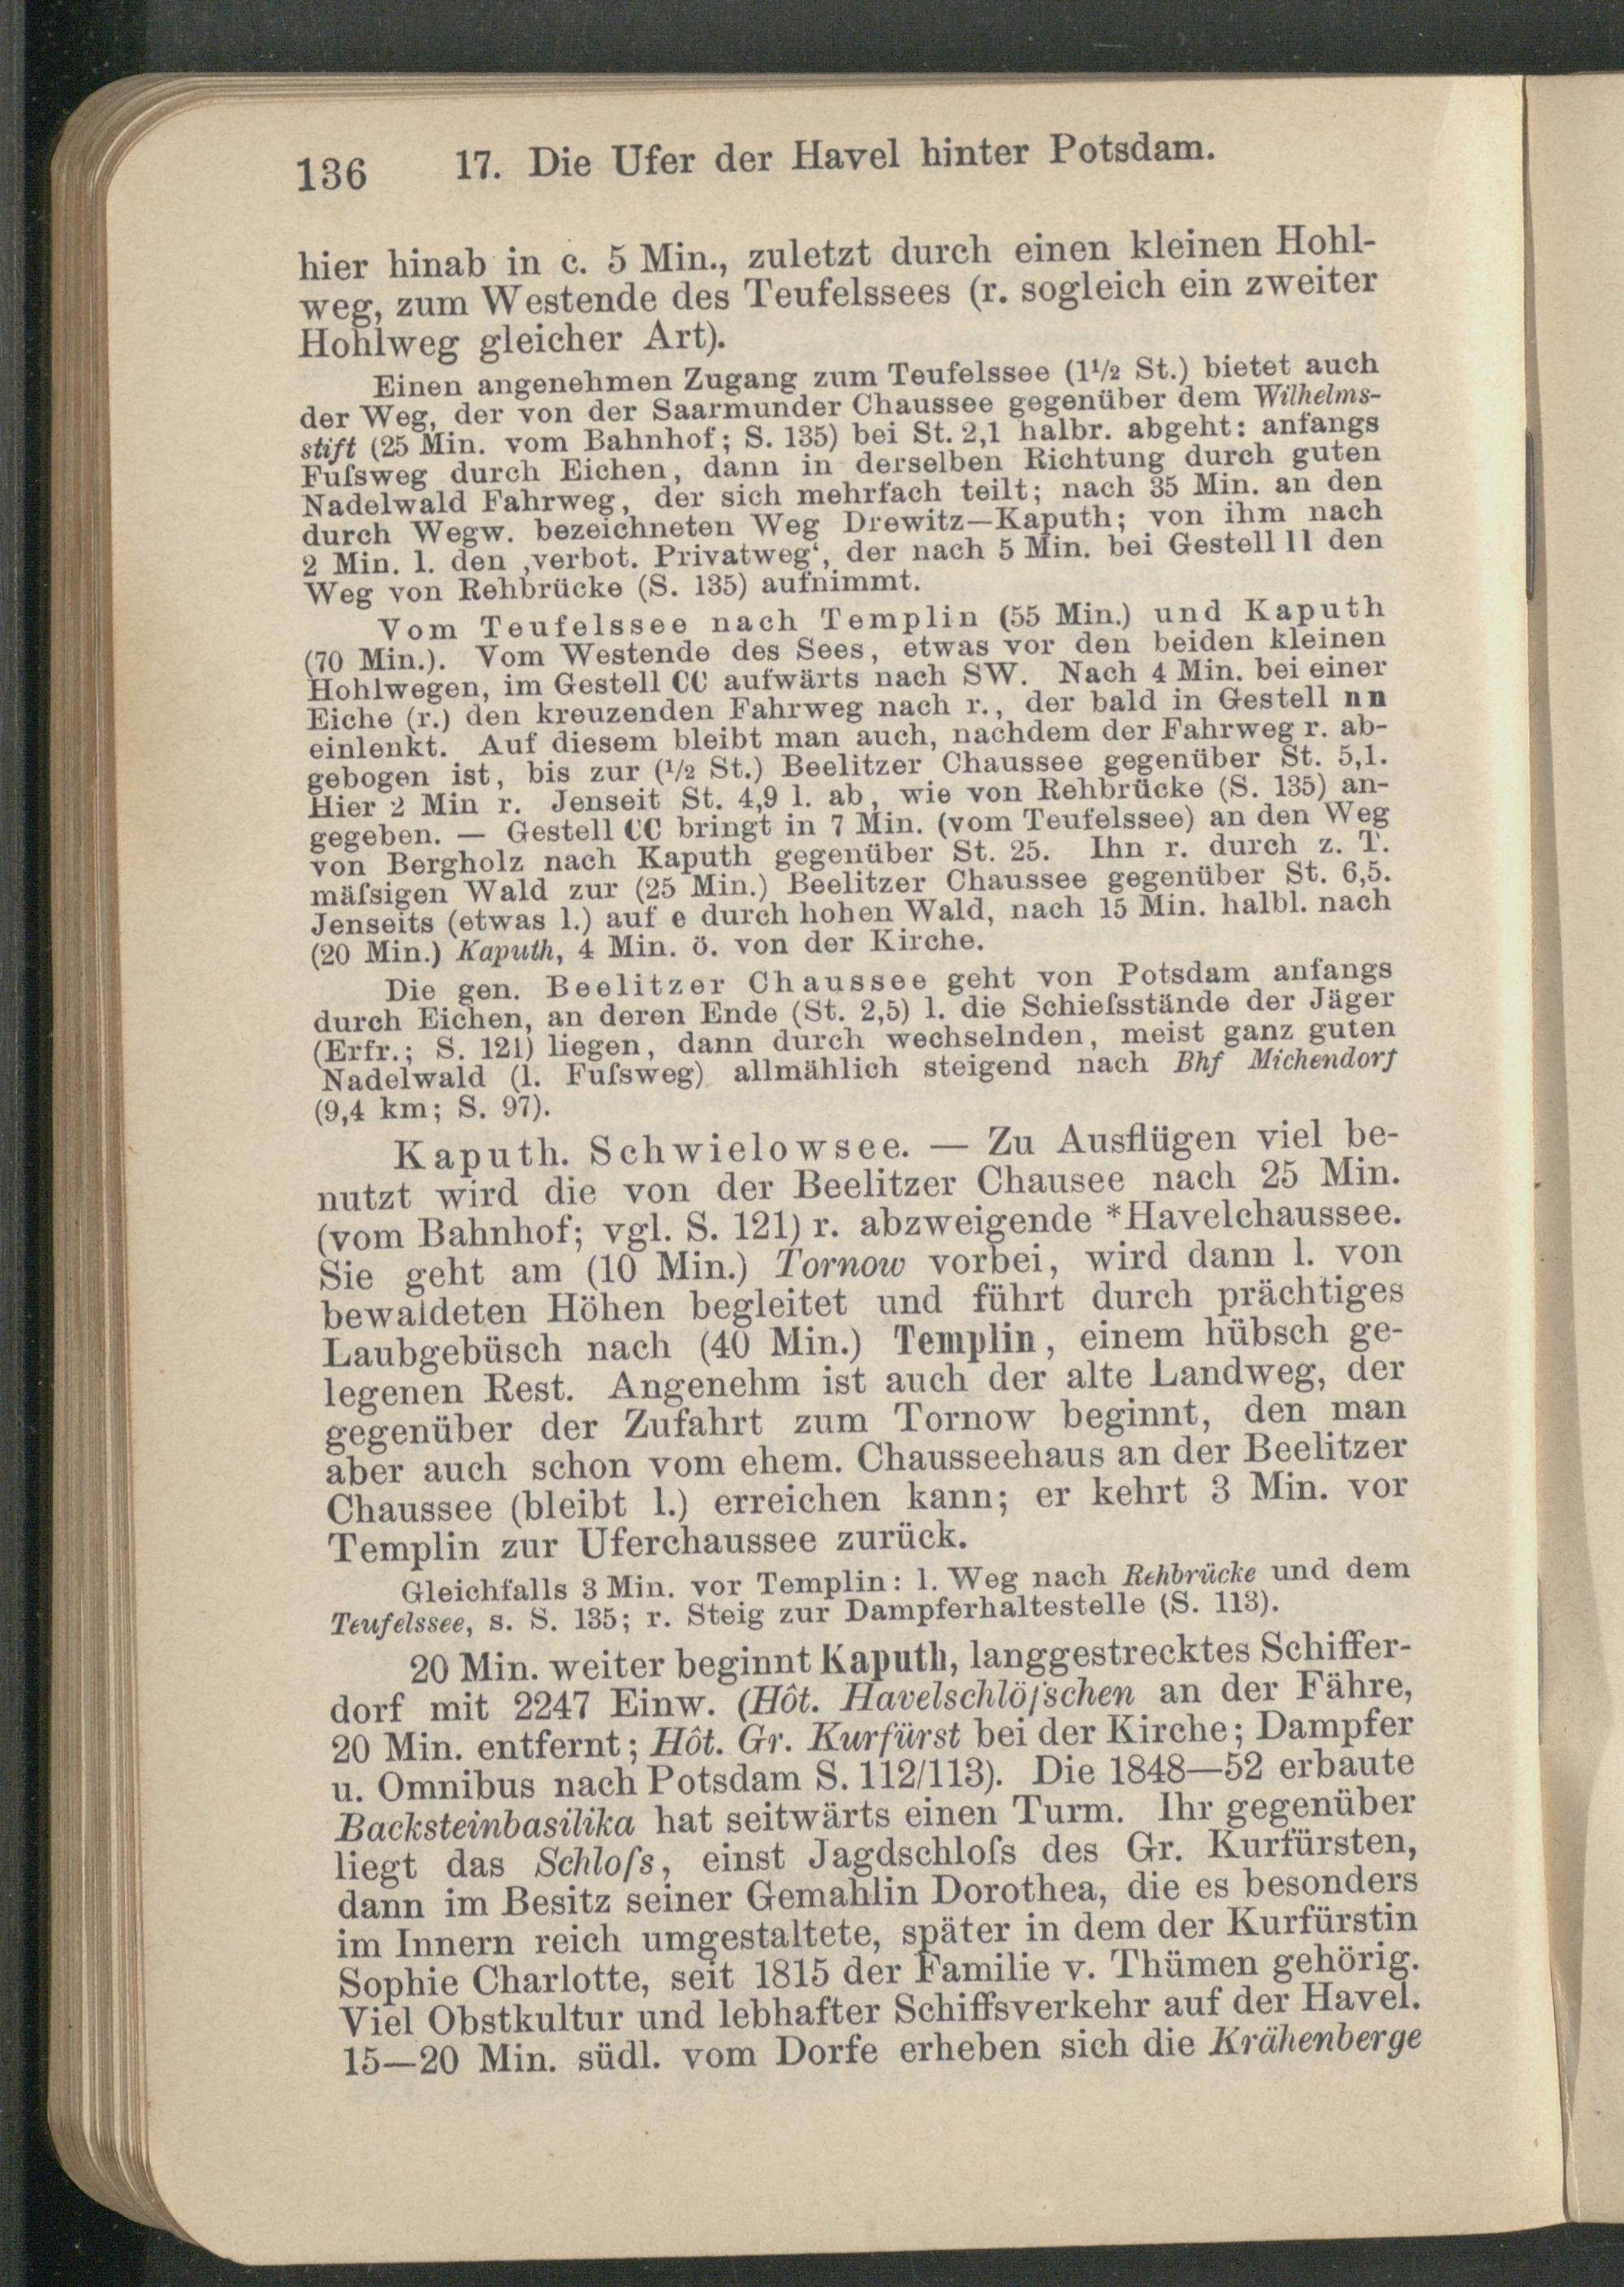 136 17. Die Ufer der Havel hinter Potsdam.
hier hinab in c. 5 Min., zuletzt durch einen kleinen Hohl-
weg, zum Westende des Teufelssees (r. sogleich ein zweiter
Hohlweg gleicher Art).
Einen angenehmen Zugang zum Teufelssee (1½ St.) bietet auch
der Weg, der von der Saarmunder Chaussee gegenüber dem Wilhelms-
stift (25 Min. vom Bahnhof; S. 135) bei St. 2,1 halbr. abgeht: anfangs
Fuſsweg durch Eichen, dann in derselben Richtung durch guten
Nadelwald Fahrweg, der sich mehrfach teilt; nach 35 Min. an den
durch Wegw. bezeichneten Weg Drewitz—Kaputh; von ihm nach
2 Min. l. den ‚verbot. Privatweg‘, der nach 5 Min. bei Gestell ll den
Weg von Rehbrücke (S. 135) aufnimmt.
Vom Teufelssee nach Templin (55 Min.) und Kaputh
(70 Min.). Vom Westende des Sees, etwas vor den beiden kleinen
Hohlwegen, im Gestell CC aufwärts nach SW. Nach 4 Min. bei einer
Eiche (r.) den kreuzenden Fahrweg nach r., der bald in Gestell nn
einlenkt. Auf diesem bleibt man auch, nachdem der Fahrweg r. ab-
gebogen ist, bis zur (½ St.) Beelitzer Chaussee gegenüber St. 5,1.
Hier 2 Min r. Jenseit St. 4,9 l. ab, wie von Rehbrücke (S. 135) an-
gegeben. — Gestell CC bringt in 7 Min. (vom Teufelssee) an den Weg
von Bergholz nach Kaputh gegenüber St. 25. Ihn r. durch z. T.
mäſsigen Wald zur (25 Min.) Beelitzer Chaussee gegenüber St. 6,5.
Jenseits (etwas l.) auf e durch hohen Wald, nach 15 Min. halbl. nach
(20 Min.) Kaputh, 4 Min. ö. von der Kirche.
Die gen. Beelitzer Chaussee geht von Potsdam anfangs
durch Eichen, an deren Ende (St. 2,5) l. die Schieſsstände der Jäger
(Erfr.; S. 121) liegen, dann durch wechselnden, meist ganz guten
Nadelwald (l. Fuſsweg) allmählich steigend nach Bhf Michendorf
(9,4 km; S. 97).
Kaputh. Schwielowsee. — Zu Ausflügen viel be-
nutzt wird die von der Beelitzer Chausee nach 25 Min.
(vom Bahnhof; vgl. S. 121) r. abzweigende *Havelchaussee.
Sie geht am (10 Min.) Tornow vorbei, wird dann l. von
bewaldeten Höhen begleitet und führt durch prächtiges
Laubgebüsch nach (40 Min.) Templin, einem hübsch ge-
legenen Rest. Angenehm ist auch der alte Landweg, der
gegenüber der Zufahrt zum Tornow beginnt, den man
aber auch schon vom ehem. Chausseehaus an der Beelitzer
Chaussee (bleibt l.) erreichen kann; er kehrt 3 Min. vor
Templin zur Uferchaussee zurück.
Gleichfalls 3 Min. vor Templin: l. Weg nach Rehbrücke und dem
Teufelssee, s. S. 135; r. Steig zur Dampferhaltestelle (S. 113).
20 Min. weiter beginnt Kaputh, langgestrecktes Schiffer-
dorf mit 2247 Einw. (Hôt. Havelschlöſschen an der Fähre,
20 Min. entfernt; Hôt. Gr. Kurfürst bei der Kirche; Dampfer
u. Omnibus nach Potsdam S. 112/113). Die 1848—52 erbaute
Backsteinbasilika hat seitwärts einen Turm. Ihr gegenüber
liegt das Schloſs, einst Jagdschloſs des Gr. Kurfürsten,
dann im Besitz seiner Gemahlin Dorothea, die es besonders
im Innern reich umgestaltete, später in dem der Kurfürstin
Sophie Charlotte, seit 1815 der Familie v. Thümen gehörig.
Viel Obstkultur und lebhafter Schiffsverkehr auf der Havel.
15—20 Min. südl. vom Dorfe erheben sich die Krähenberge